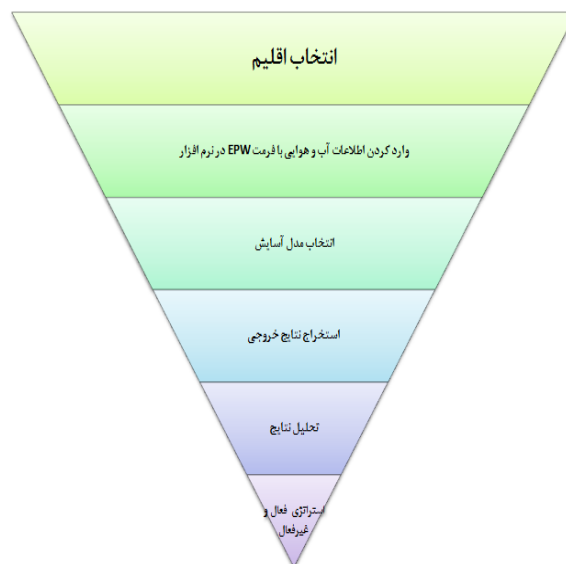 انتخاب اقلیم
وارد کردن اطلاعات آب و هوایی با فرمت EPW در نرم افزار
انتخاب مدل آسایش
استخراج نتایج خروجی
تحلیل نتایج
استراتژی فعال و
غیرفعال